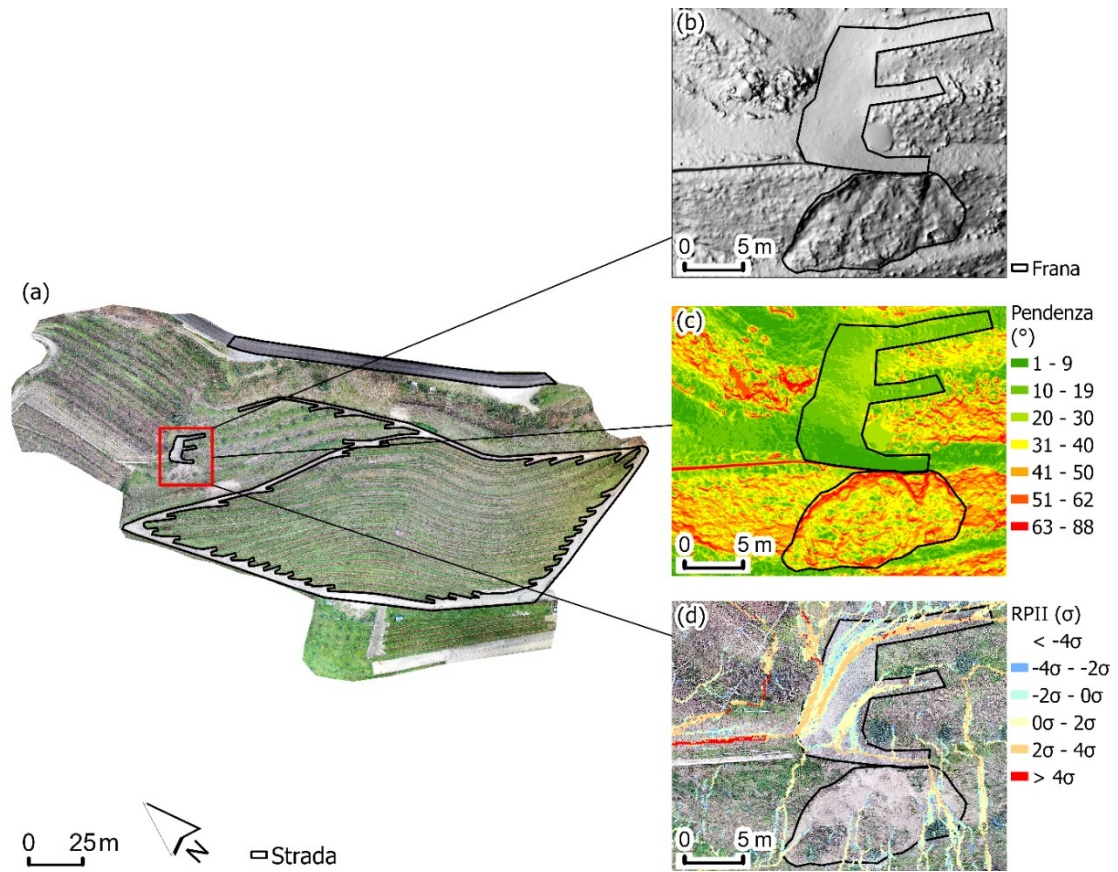 (a)
0 25 m
N
Strada
(b)
0 5 m
Frana
(c)
0 5 m
Pendenza
(°)
1 - 9
10 - 19
20 - 30
31 - 40
41 - 50
51 - 62
63 - 88
(d)
0 5 m
RPII (σ)
< -4σ
-4σ - -2σ
-2σ - 0σ
0σ - 2σ
2σ - 4σ
> 4σ